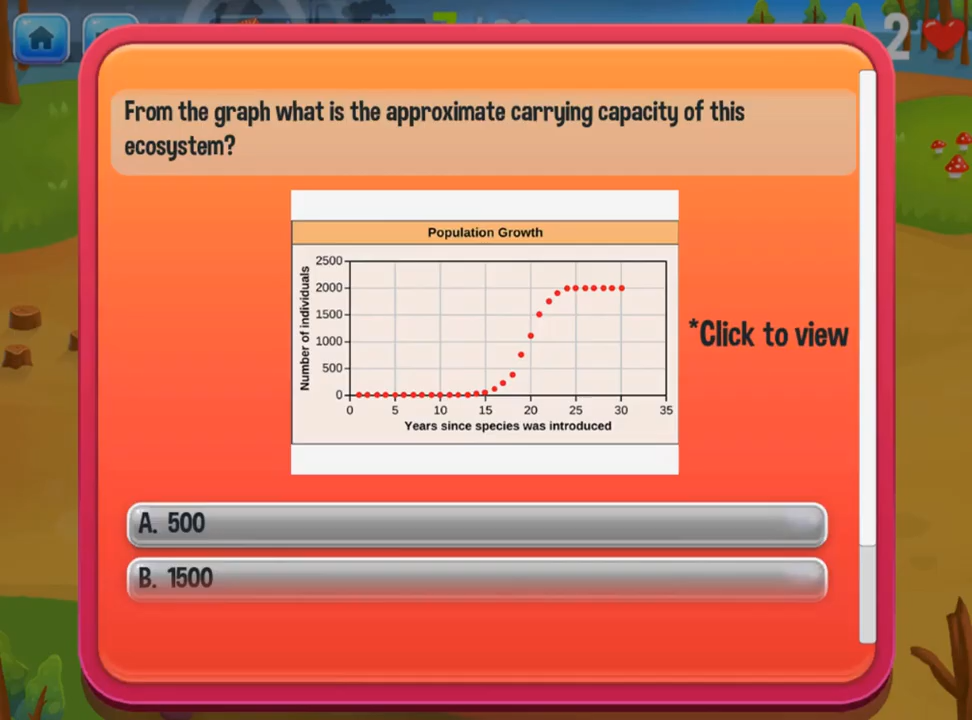 2
From the graph what is the approximate carrying capacity of this
ecosystem?
Population Growth
Number of individuals
2500
2000
1500
1000
500
0
0 5 10 15 20 25 30 35
Years since species was introduced
*Click to view
A. 500
B. 1500